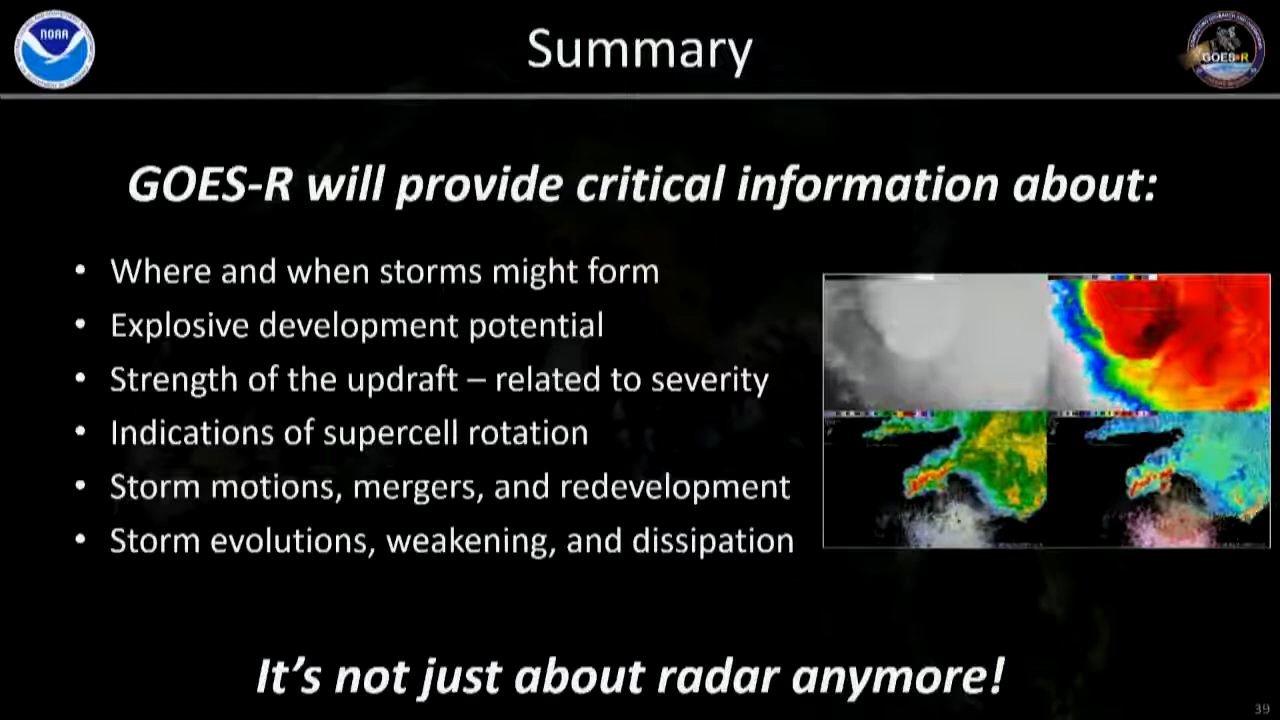 NOAA
Summary
GOES-R
GOES-R will provide critical information about:
• Where and when storms might form
• Explosive development potential
• Strength of the updraft – related to severity
• Indications of supercell rotation
• Storm motions, mergers, and redevelopment
• Storm evolutions, weakening, and dissipation
It's not just about radar anymore!
39